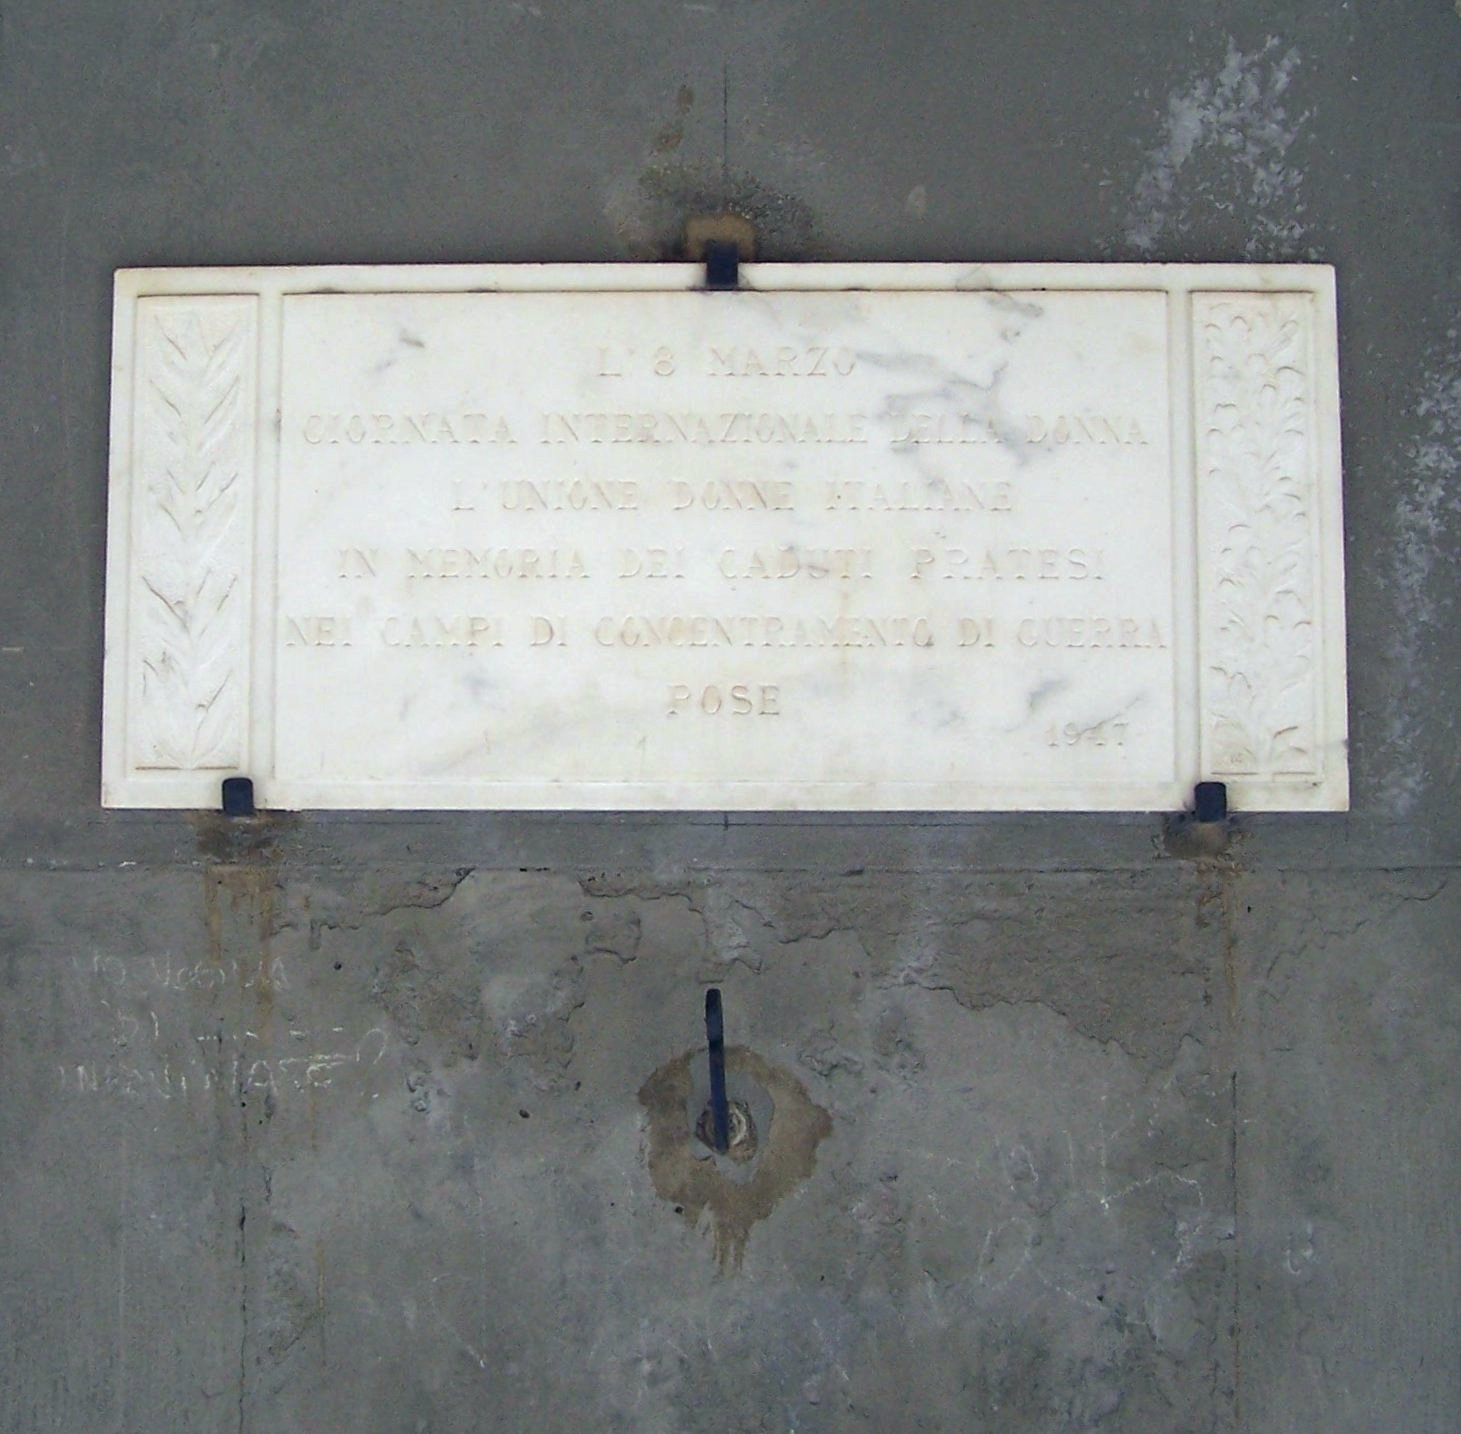 L'8 MARZO
GIORNATA INTERNAZIONALE DELLA DONNA
L'UNIONE DONNE ITALIANE
IN MEMORIA DEI CADUTI PRATESI
NEI CAMPI DI CONCENTRAMENTO DI GUERRA
POSE
1947